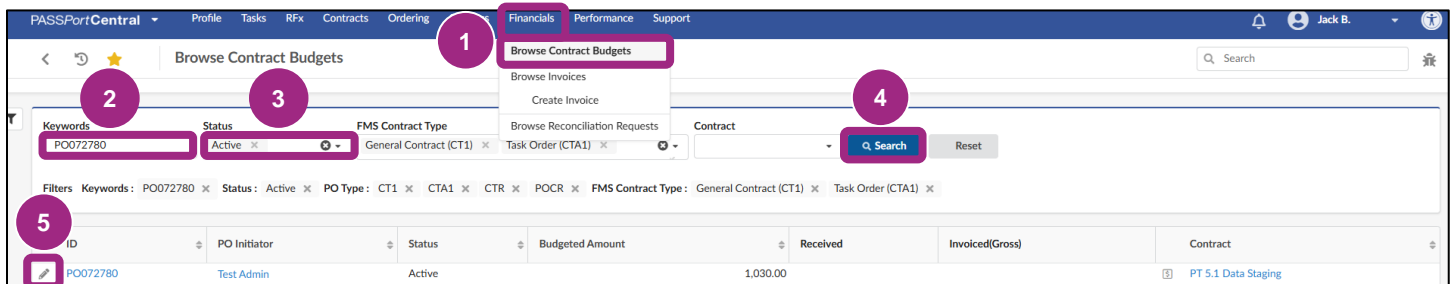 PASSPortCentral Profile Tasks RFx Contracts Ordering s Financials Performance Support Jack B.
1
Browse Contract Budgets
Browse Contract Budgets Search
Browse Invoices
Create Invoice
2 3 4
Keywords Status FMS Contract Type Browse Reconciliation Requests Contract
PO072780 Active × General Contract (CT1) × Task Order (CTA1) × Search Reset
Filters Keywords : PO072780 × Status : Active × PO Type : CT1 × CTA1 × CTR × POCR × FMS Contract Type : General Contract (CT1) × Task Order (CTA1) ×
5
ID PO Initiator Status Budgeted Amount Received Invoiced(Gross) Contract
PO072780 Test Admin Active 1,030.00 PT 5.1 Data Staging